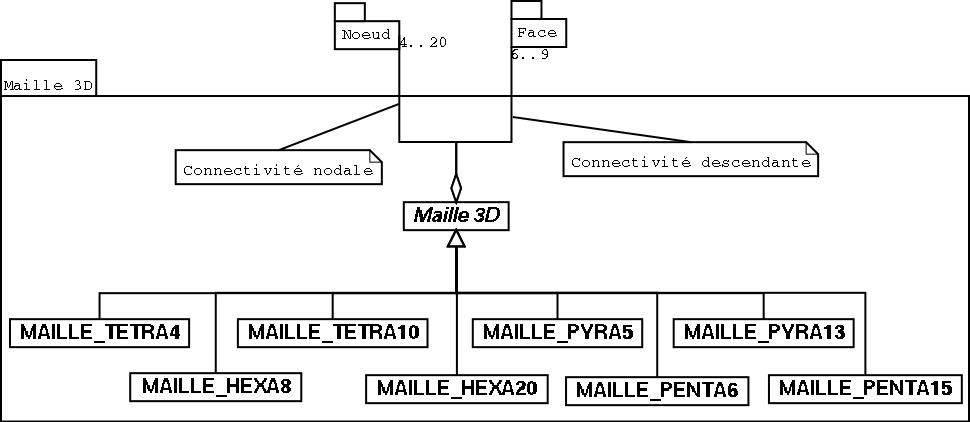 Noeud
4..20
Face
6..9
Maille 3D
Connectivité nodale
Connectivité descendante
Maille 3D
MAILLE_TETRA4
MAILLE_TETRA10
MAILLE_PYRA5
MAILLE_PYRA13
MAILLE_HEXA8
MAILLE_HEXA20
MAILLE_PENTA6
MAILLE_PENTA15